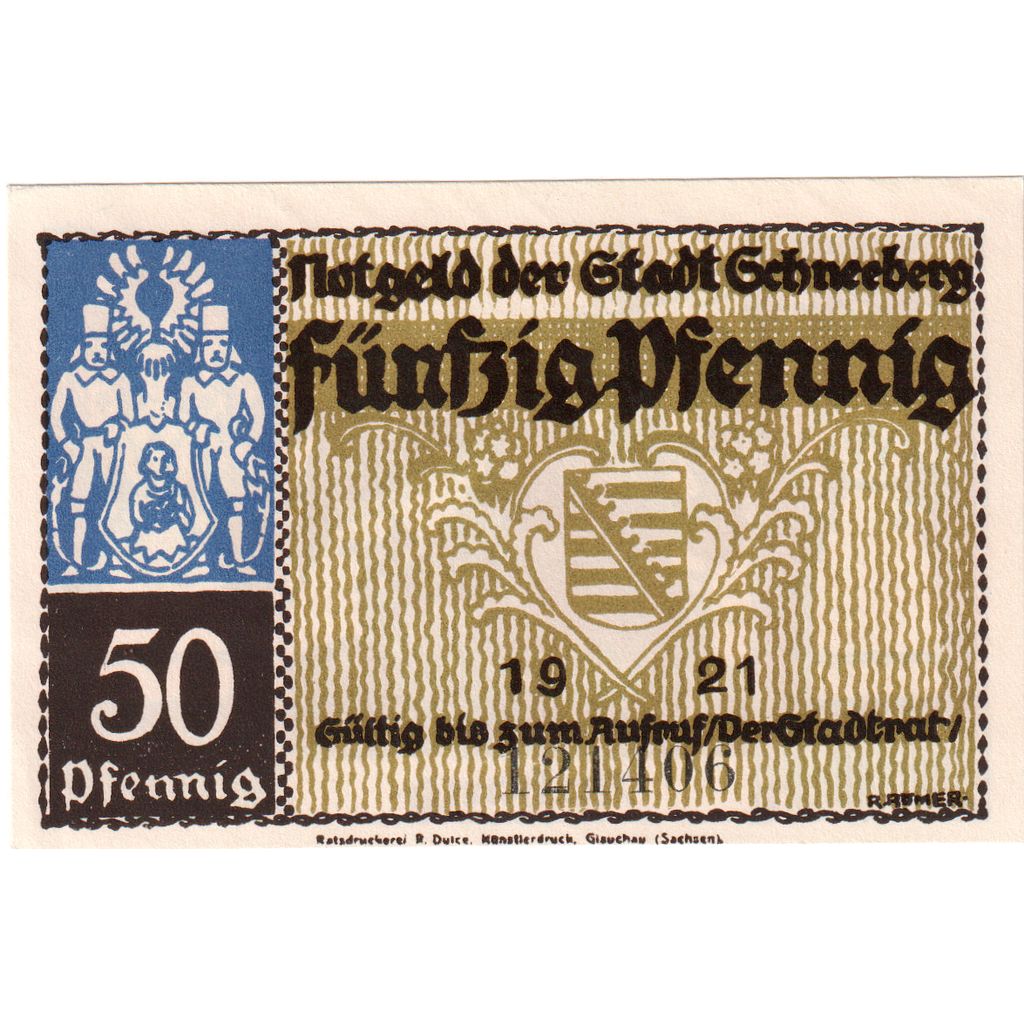 Notgeld der Stadt Schneeberg
Fünfzig Pfennig
19 21
Gültig bis zum Aufruf/Der Stadtrat/
121406
R.RÖMER.
50
Pfennig
Ratsdruckerei R. Dulce, Künstlerdruck, Glauchau (Sachsen).